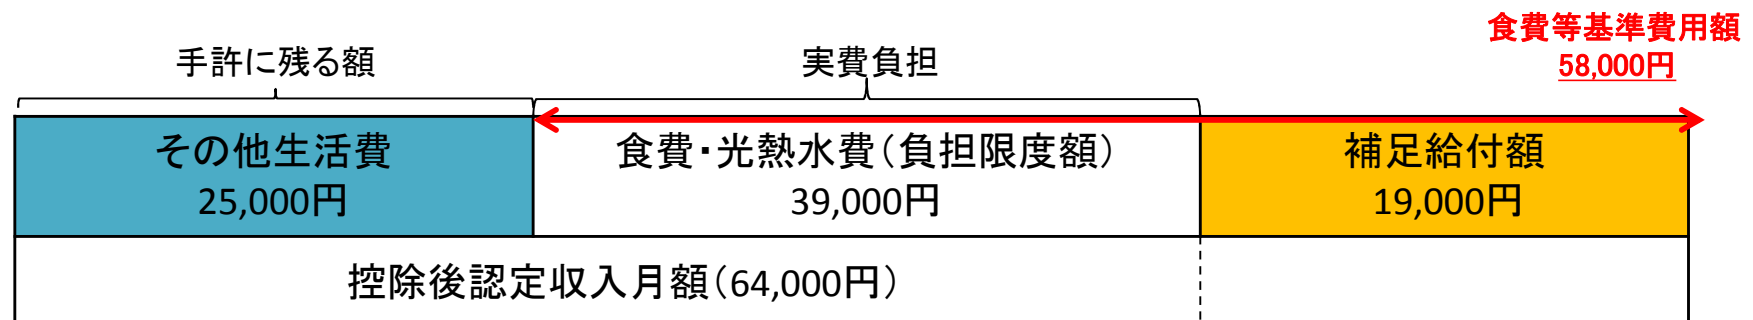 食費等基準費用額
58,000円
手許に残る額
実費負担
その他生活費
25,000円
食費・光熱水費(負担限度額)
39,000円
補足給付額
19,000円
控除後認定収入月額(64,000円)